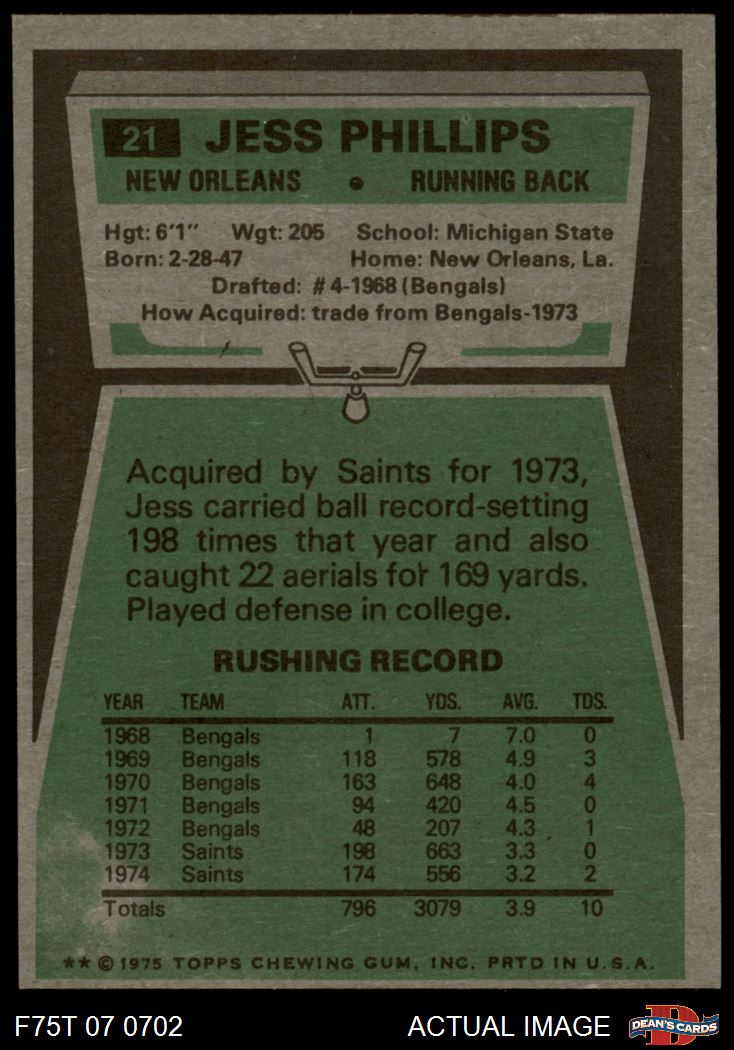 21 JESS PHILLIPS
NEW ORLEANS • RUNNING BACK
Hgt: 6'1" Wgt: 205 School: Michigan State
Born: 2-28-47 Home: New Orleans, La.
Drafted: #4-1968 (Bengals)
How Acquired: trade from Bengals-1973
Acquired by Saints for 1973,
Jess carried ball record-setting
198 times that year and also
caught 22 aerials for 169 yards.
Played defense in college.
RUSHING RECORD
YEAR TEAM ATT. YDS. AVG. TDS.
1968 Bengals 1 7 7.0 0
1969 Bengals 118 578 4.9 3
1970 Bengals 163 648 4.0 4
1971 Bengals 94 420 4.5 0
1972 Bengals 48 207 4.3 1
1973 Saints 198 663 3.3 0
1974 Saints 174 556 3.2 2
Totals 796 3079 3.9 10
** © 1975 TOPPS CHEWING GUM, INC. PRTD IN U.S.A.
F75T 07 0702 ACTUAL IMAGE DEAN'S CARDS